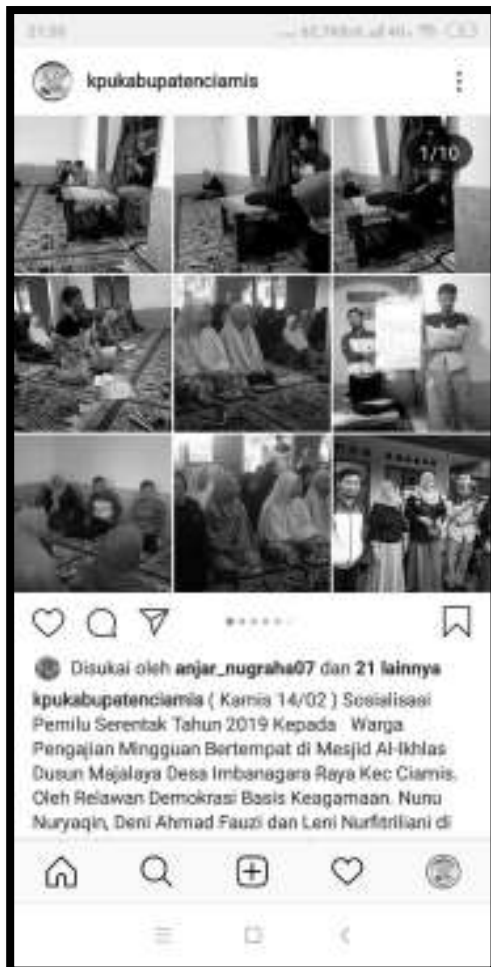 kpukabupatenciamis
1/10
Disukai oleh anjar_nugraha07 dan 21 lainnya
kpukabupatenciamis ( Kamis 14/02 ) Sosialisasi
Pemilu Serentak Tahun 2019 Kepada Warga
Pengajian Mingguan Bertempat di Mesjid Al-Ikhlas
Dusun Majalaya Desa Imbanagara Raya Kec Ciamis.
Oleh Relawan Demokrasi Basis Keagamaan. Nunu
Nuryaqin, Deni Ahmad Fauzi dan Leni Nurfitriliani di